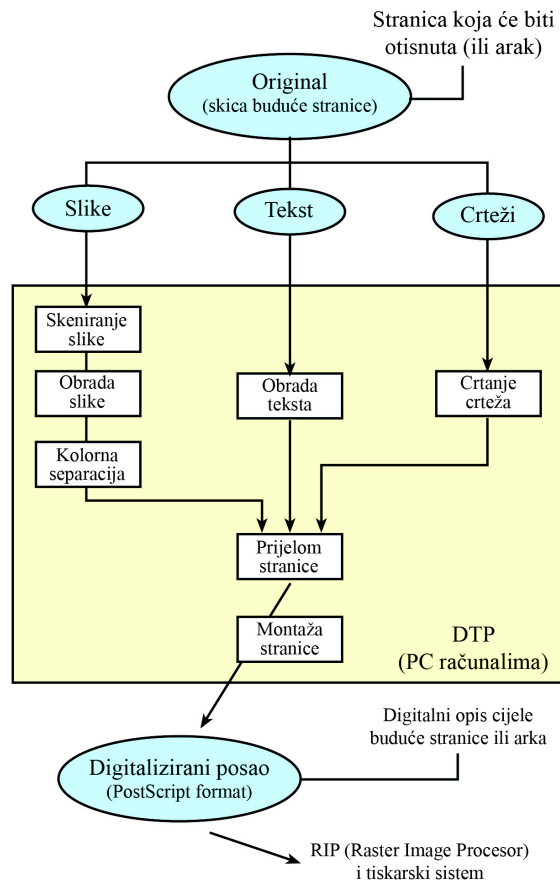 Stranica koja će biti
otisnuta (ili arak)
Original
(skica buduće stranice)
Slike
Tekst
Crteži
Skeniranje
slike
Obrada
slike
Obrada
teksta
Crtanje
crteža
Kolorna
separacija
Prijelom
stranice
Montaža
stranice
DTP
(PC računalima)
Digitalni opis cijele
buduće stranice ili arka
Digitalizirani posao
(PostScript format)
RIP (Raster Image Procesor)
i tiskarski sistem